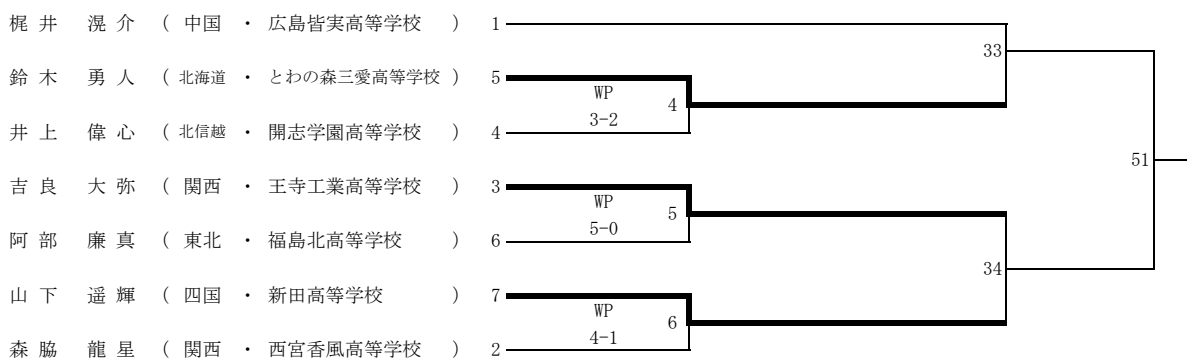 梶井 滉介 ( 中国 ・ 広島皆実高等学校 ) 1
33
鈴木 勇人 ( 北海道 ・ とわの森三愛高等学校 ) 5
WP
4
3-2
井上 偉心 ( 北信越 ・ 開志学園高等学校 ) 4
51
吉良 大弥 ( 関西 ・ 王寺工業高等学校 ) 3
WP
5
5-0
阿部 廉真 ( 東北 ・ 福島北高等学校 ) 6
34
山下 遥輝 ( 四国 ・ 新田高等学校 ) 7
WP
6
4-1
森脇 龍星 ( 関西 ・ 西宮香風高等学校 ) 2